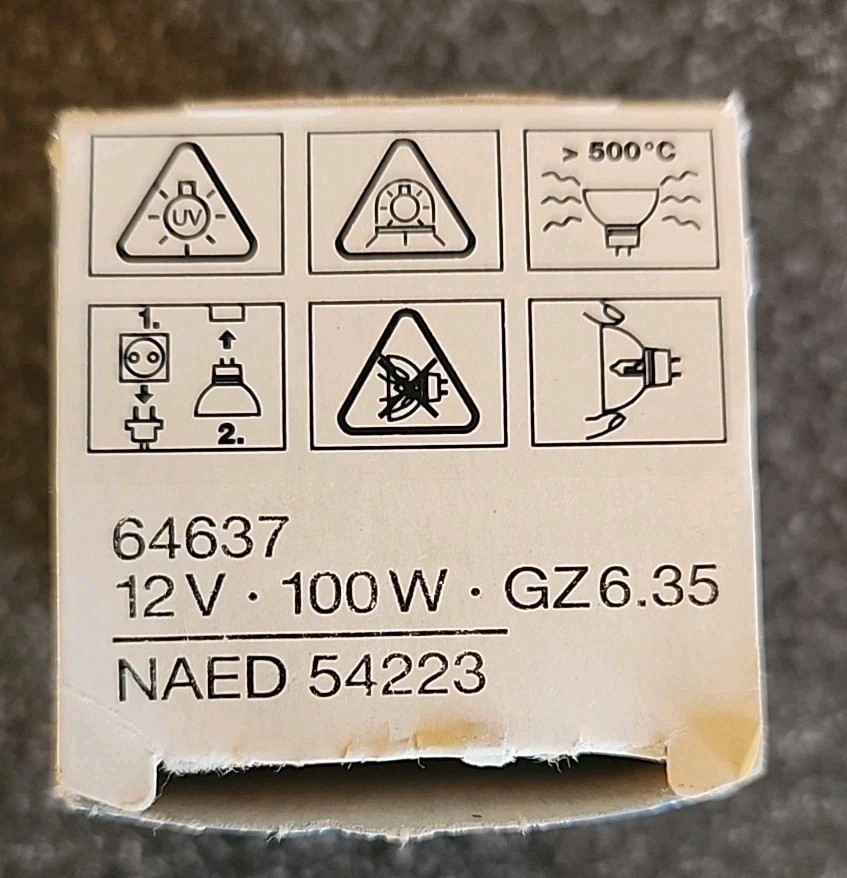 UV
> 500°C
1.
2.
64637
12V · 100W · GZ6.35
NAED 54223